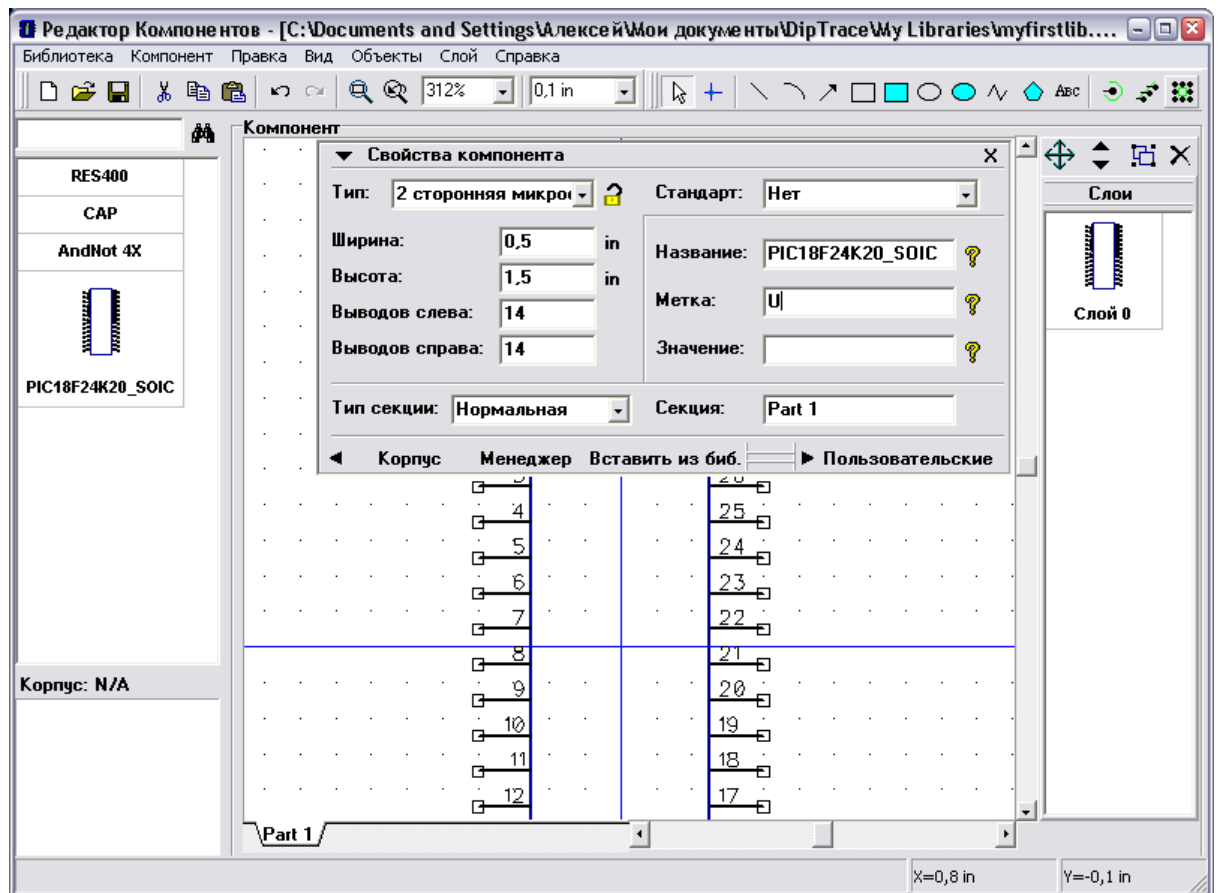 Редактор Компонентов - [C:\Documents and Settings\Алексей\Мои документы\DipTrace\My Libraries\myfirstlib....
Библиотека Компонент Правка Вид Объекты Слой Справка
312% 0,1 in ABC
Компонент
RES400
CAP
AndNot 4X
PIC18F24K20_SOIC
Корпус: N/A
Свойства компонента X
Тип: 2 сторонняя микро Стандарт: Нет
Ширина: 0,5 in
Высота: 1,5 in
Выводов слева: 14
Выводов справа: 14
Название: PIC18F24K20_SOIC ?
Метка: U ?
Значение: ?
Тип секции: Нормальная Секция: Part 1
Корпус Менеджер Вставить из биб. Пользовательские
4 25
5 24
6 23
7 22
8 21
9 20
10 19
11 18
12 17
Part 1
Слои
Слой 0
X=0,8 in Y=-0,1 in